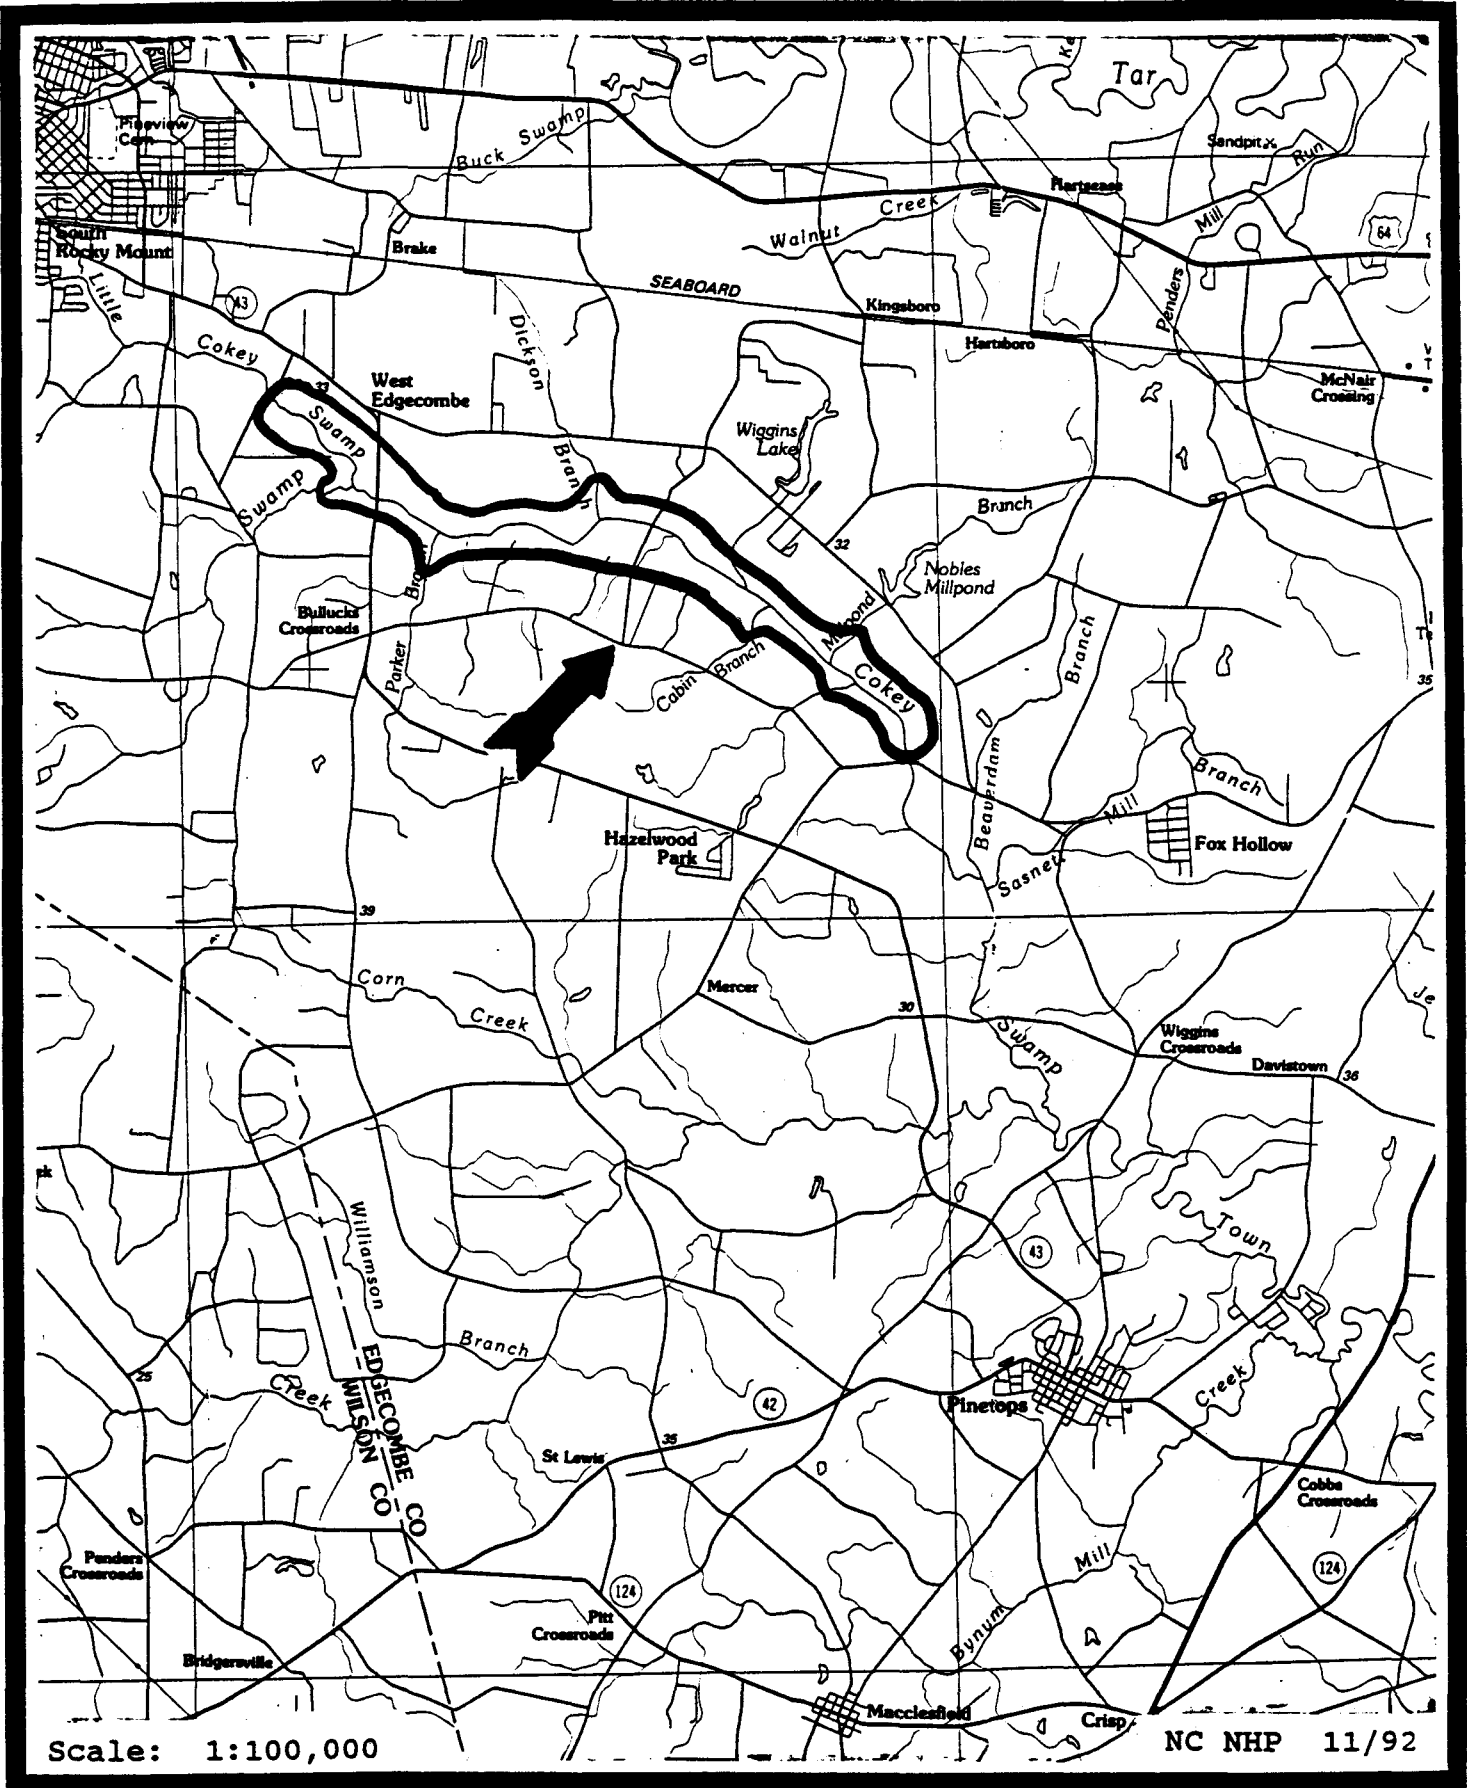 Tar
Pineview
Cem
Buck Swamp
Sandpit
Run
Hartsease
Creek
Walnut
Mill
64
South
Rocky Mount
Brake
SEABOARD
Penders
Little
43
Kingsboro
Hartsboro
Cokey
Dickson
McNair
Crossing
33
West
Edgecombe
Swamp
Wiggins
Lake
Branch
Swamp
Branch
32
Nobles
Millpond
Bullucks
Crossroads
Millpond
Branch
Parker
Cabin Branch
Cokey
35
Beaverdam
Branch
Mill
Hazelwood
Park
Fox Hollow
Sasnett
39
Corn
Creek
Mercer
30
Je
Swamp
Wiggins
Crossroads
Davistown
36
ek
Williamson
Town
43
Branch
EDGECOMBE CO
WILSON CO
25
Creek
42
Pinetops
Creek
35
St Lewis
Cobbs
Crossroads
Penders
Crossroads
Mill
124
124
Pitt
Crossroads
Bynum
Bridgersville
Macclesfield
Crisp
Scale: 1:100,000
NC NHP 11/92